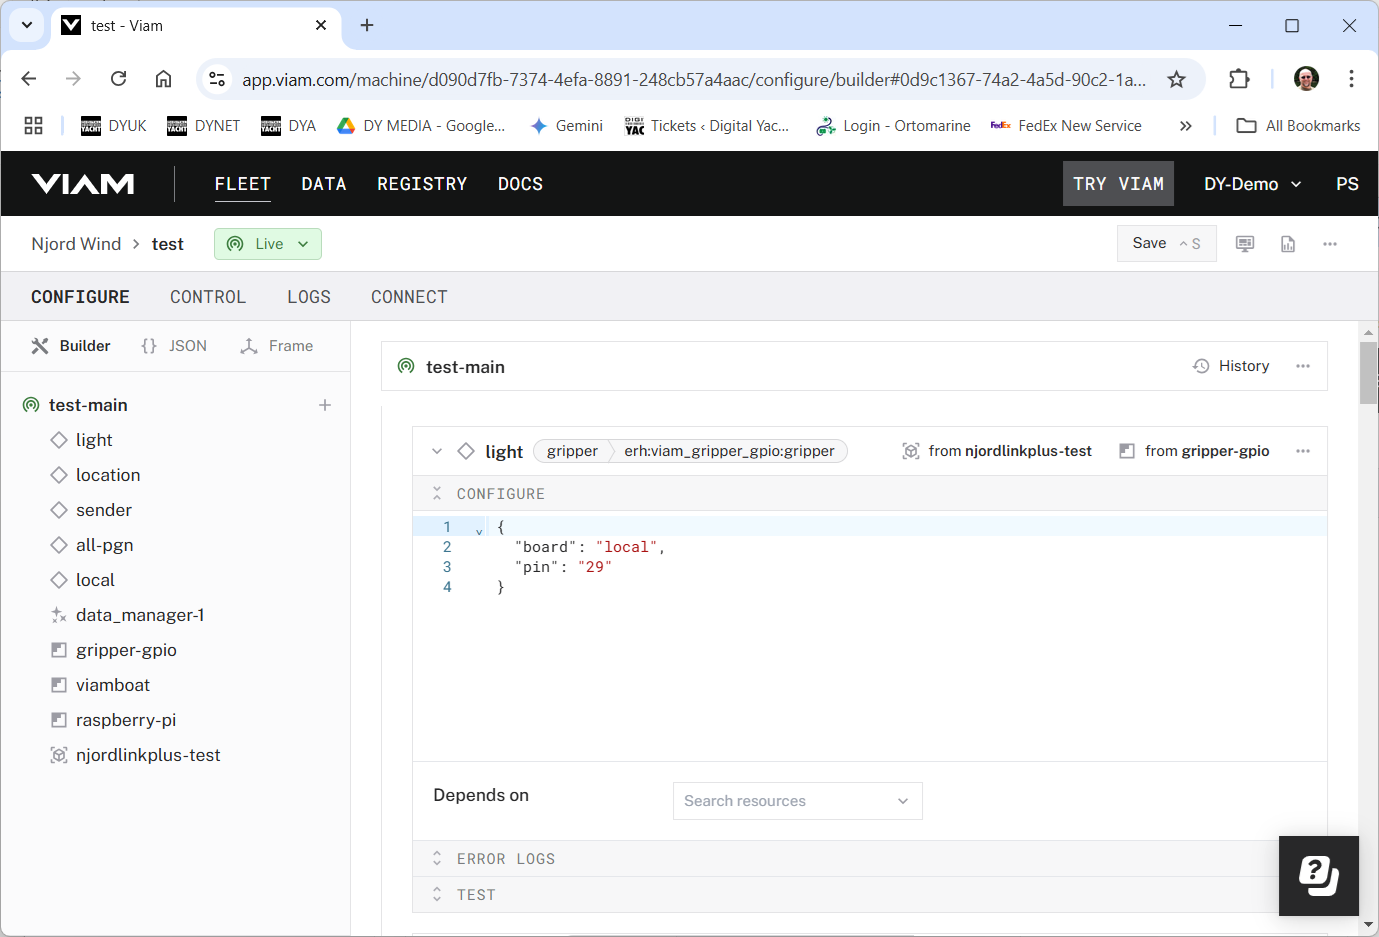 test - Viam
app.viam.com/machine/d090d7fb-7374-4efa-8891-248cb57a4aac/configure/builder#0d9c1367-74a2-4a5d-90c2-1a...
DYUK DYNET DYA DY MEDIA - Google... Gemini Tickets ‹ Digital Yac... Login - Ortomarine FedEx New Service » All Bookmarks
VIAM FLEET DATA REGISTRY DOCS TRY VIAM DY-Demo PS
Njord Wind > test Live Save ^ S
CONFIGURE CONTROL LOGS CONNECT
Builder {} JSON Frame
test-main +
light
location
sender
all-pgn
local
data_manager-1
gripper-gpio
viamboat
raspberry-pi
njordlinkplus-test
test-main History
light gripper erh:viam_gripper_gpio:gripper from njordlinkplus-test from gripper-gpio
CONFIGURE
1 {
2 "board": "local",
3 "pin": "29"
4 }
Depends on Search resources
ERROR LOGS
TEST